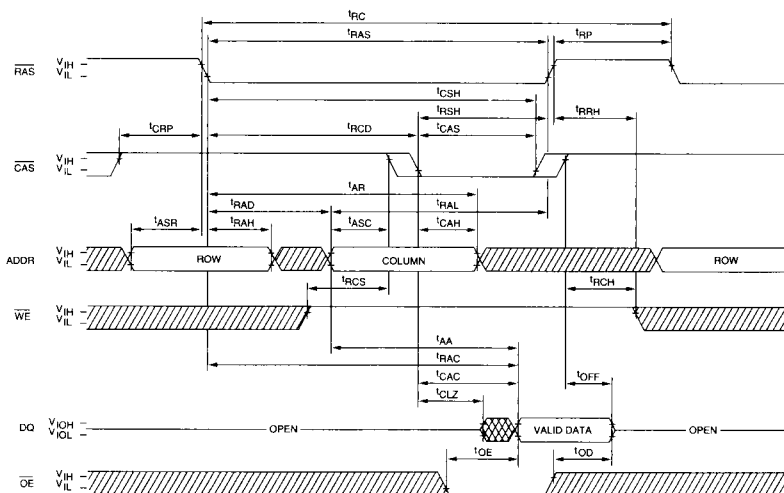 tRC
tRAS
tRP
RAS VIH
VIL
tCSH
tRSH
tRRH
tCRP
tRCD
tCAS
CAS VIH
VIL
tAR
tRAD
tRAL
tASR
tRAH
tASC
tCAH
ADDR VIH
VIL
ROW
COLUMN
ROW
tRCS
tRCH
WE VIH
VIL
tAA
tRAC
tCAC
tOFF
tCLZ
DQ VIOH
VIOL
OPEN
VALID DATA
OPEN
tOE
tOD
OE VIH
VIL